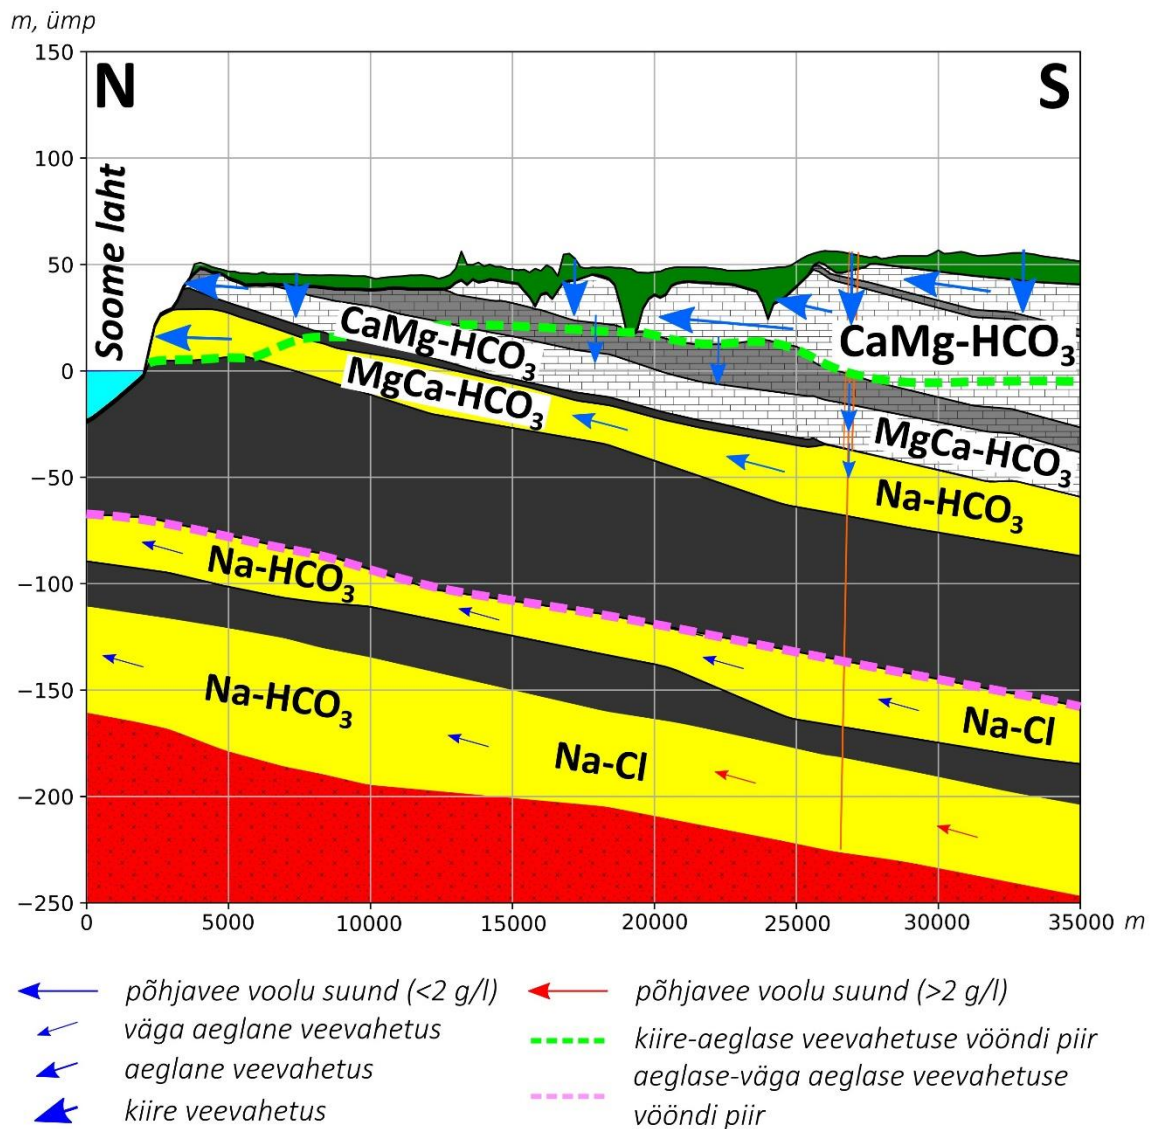 m, ümp
150
N
S
100
Soome laht
50
CaMg-HCO₃
CaMg-HCO₃
0
MgCa-HCO₃
MgCa-HCO₃
−50
Na-HCO₃
−100
Na-HCO₃
−150
Na-HCO₃
Na-Cl
Na-Cl
−200
−250
0 5000 10000 15000 20000 25000 30000 35000 m
põhjavee voolu suund (<2 g/l)
väga aeglane veevahetus
aeglane veevahetus
kiire veevahetus
põhjavee voolu suund (>2 g/l)
kiire-aeglase veevahetuse vööndi piir
aeglase-väga aeglase veevahetuse
vööndi piir